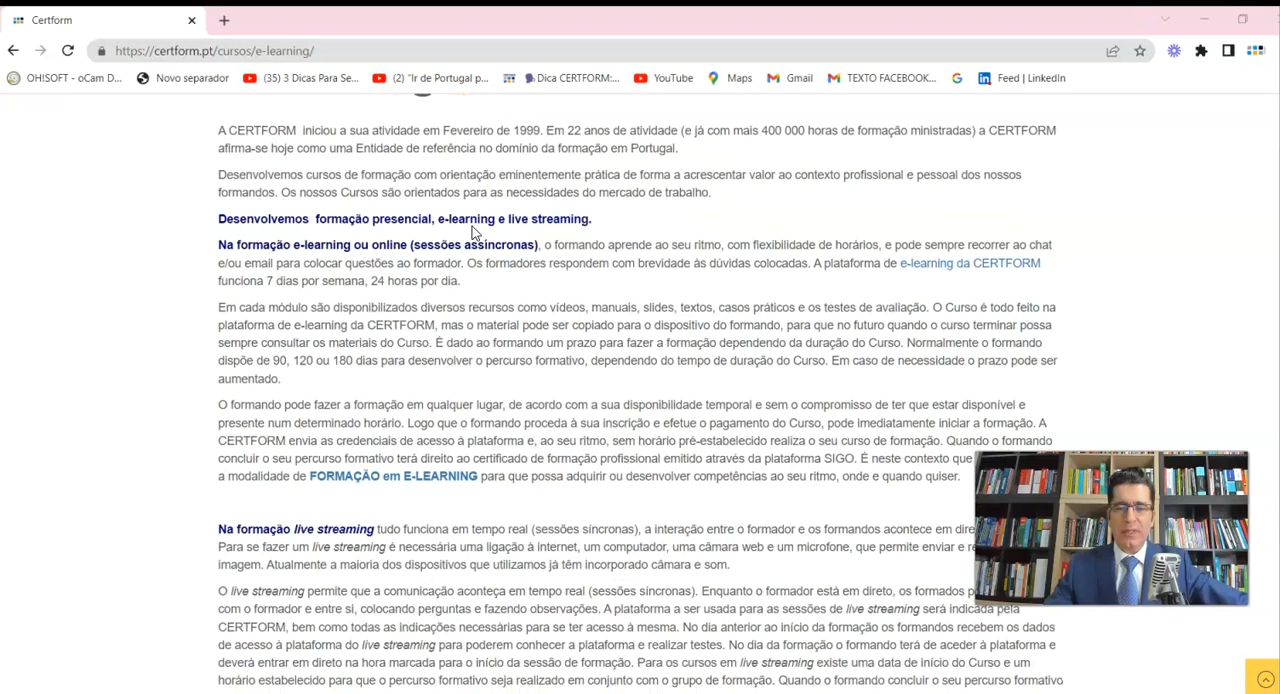 Certform
https://certform.pt/cursos/e-learning/
OH!SOFT - oCam D...
Novo separador
(35) 3 Dicas Para Se...
(2) "Ir de Portugal p...
Dica CERTFORM:...
YouTube
Maps
Gmail
TEXTO FACEBOOK...
Feed | LinkedIn
A CERTFORM iniciou a sua atividade em Fevereiro de 1999. Em 22 anos de atividade (e já com mais 400 000 horas de formação ministradas) a CERTFORM
afirma-se hoje como uma Entidade de referência no domínio da formação em Portugal.
Desenvolvemos cursos de formação com orientação eminentemente prática de forma a acrescentar valor ao contexto profissional e pessoal dos nossos
formandos. Os nossos Cursos são orientados para as necessidades do mercado de trabalho.
Desenvolvemos formação presencial, e-learning e live streaming.
Na formação e-learning ou online (sessões assíncronas), o formando aprende ao seu ritmo, com flexibilidade de horários, e pode sempre recorrer ao chat
e/ou email para colocar questões ao formador. Os formadores respondem com brevidade às dúvidas colocadas. A plataforma de e-learning da CERTFORM
funciona 7 dias por semana, 24 horas por dia.
Em cada módulo são disponibilizados diversos recursos como vídeos, manuais, slides, textos, casos práticos e os testes de avaliação. O Curso é todo feito na
plataforma de e-learning da CERTFORM, mas o material pode ser copiado para o dispositivo do formando, para que no futuro quando o curso terminar possa
sempre consultar os materiais do Curso. É dado ao formando um prazo para fazer a formação dependendo da duração do Curso. Normalmente o formando
dispõe de 90, 120 ou 180 dias para desenvolver o percurso formativo, dependendo do tempo de duração do Curso. Em caso de necessidade o prazo pode ser
aumentado.
O formando pode fazer a formação em qualquer lugar, de acordo com a sua disponibilidade temporal e sem o compromisso de ter que estar disponível e
presente num determinado horário. Logo que o formando proceda à sua inscrição e efetue o pagamento do Curso, pode imediatamente iniciar a formação. A
CERTFORM envia as credenciais de acesso à plataforma e, ao seu ritmo, sem horário pré-estabelecido realiza o seu curso de formação. Quando o formando
concluir o seu percurso formativo terá direito ao certificado de formação profissional emitido através da plataforma SIGO. É neste contexto que
a modalidade de FORMAÇÃO em E-LEARNING para que possa adquirir ou desenvolver competências ao seu ritmo, onde e quando quiser.
Na formação live streaming tudo funciona em tempo real (sessões síncronas), a interação entre o formador e os formandos acontece em dire
Para se fazer um live streaming é necessária uma ligação à internet, um computador, uma câmara web e um microfone, que permite enviar e re
imagem. Atualmente a maioria dos dispositivos que utilizamos já têm incorporado câmara e som.
O live streaming permite que a comunicação aconteça em tempo real (sessões síncronas). Enquanto o formador está em direto, os formandos p
com o formador e entre si, colocando perguntas e fazendo observações. A plataforma a ser usada para as sessões de live streaming será indicada pela
CERTFORM, bem como todas as indicações necessárias para se ter acesso à mesma. No dia anterior ao início da formação os formandos recebem os dados
de acesso à plataforma do live streaming para poderem conhecer a plataforma e realizar testes. No dia da formação o formando terá de aceder à plataforma e
deverá entrar em direto na hora marcada para o início da sessão de formação. Para os cursos em live streaming existe uma data de início do Curso e um
horário estabelecido para que o percurso formativo seja realizado em conjunto com o grupo de formação. Quando o formando concluir o seu percurso formativo